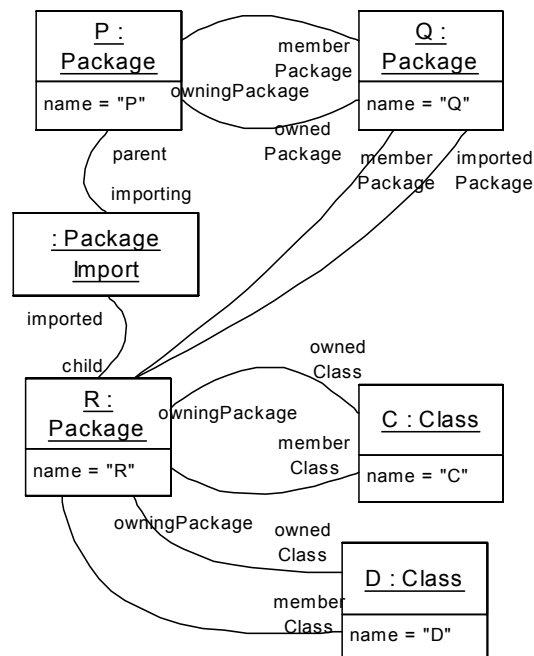 P :
Package
name = "P"
member
Package
Q :
Package
name = "Q"
owningPackage
owned
Package
parent
importing
member
Package
imported
Package
: Package
Import
imported
child
R :
Package
name = "R"
owned
Class
owningPackage
C : Class
name = "C"
member
Class
owningPackage
owned
Class
D : Class
name = "D"
member
Class